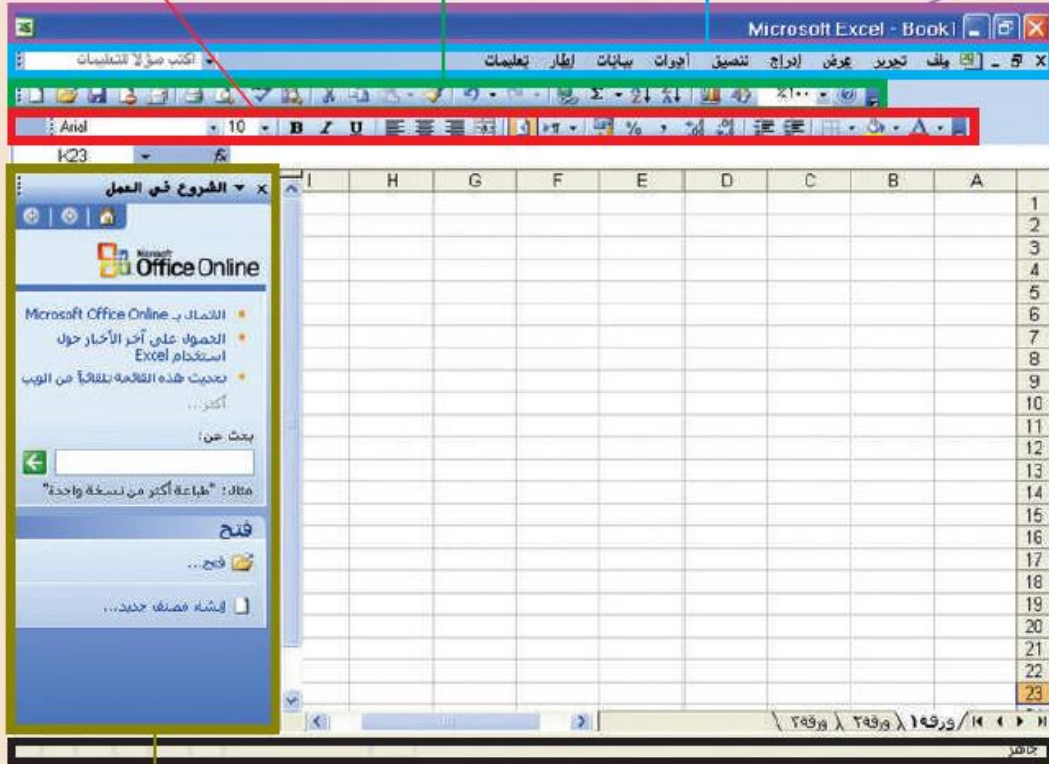 Microsoft Excel - Book1
ملف تحرير عرض إدراج تنسيق أدوات بيانات إطار تعليمات
اكتب سؤالاً للتعليمات
Σ
Arial 10 B I U % ,
K23 fx
الشروع في العمل
I H G F E D C B A
1
2
3
4
5
6
7
8
9
10
11
12
13
14
15
16
17
18
19
20
21
22
23
Microsoft
Office Online
الاتصال بـ Microsoft Office Online
الحصول على آخر الأخبار حول
استخدام Excel
تحديث هذه القائمة تلقائياً من الويب
أكثر...
بحث عن:
مثال: "طباعة أكثر من نسخة واحدة"
فتح
فتح...
إنشاء مصنف جديد...
ورقة١ ورقة٢ ورقة٣
جاهز